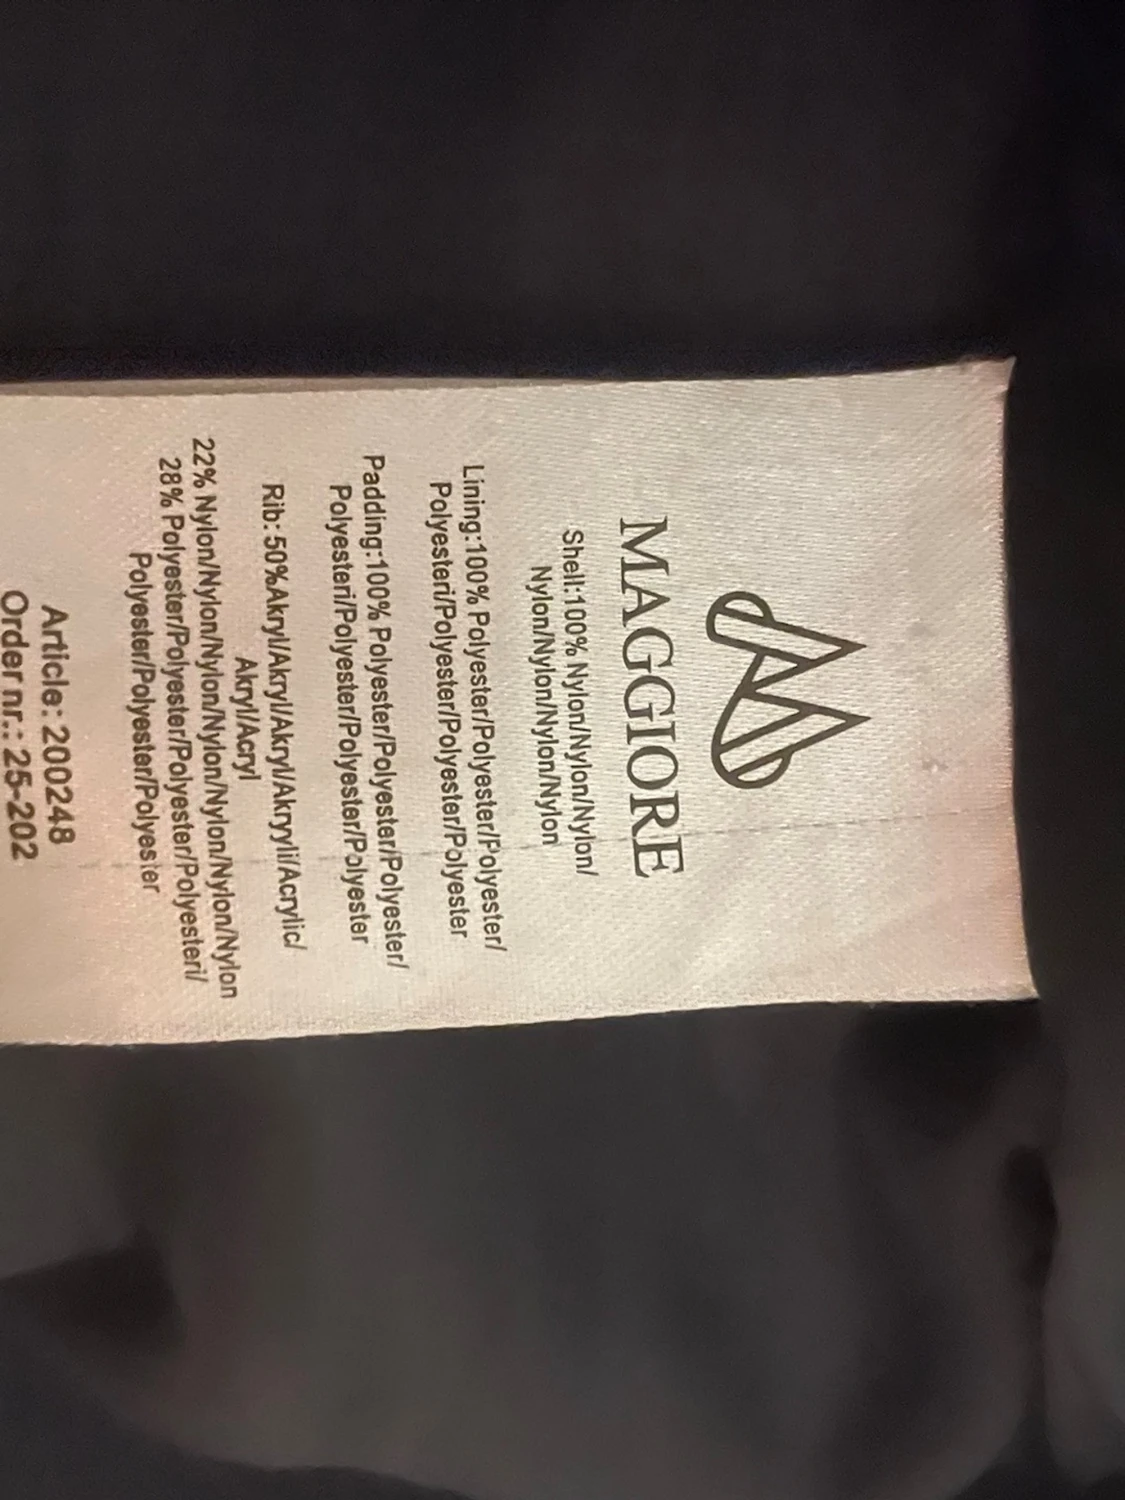 MAGGIORE
Shell:100% Nylon/Nylon/Nylon/
Nylon/Nylon/Nylon/Nylon
Lining:100% Polyester/Polyester/Polyester/
Polyesteri/Polyester/Polyester/Polyester
Padding:100% Polyester/Polyester/Polyester/
Polyesteri/Polyester/Polyester/Polyester
Rib: 50%Akryl/Akryl/Akryl/Akryyli/Acrylic/
Akryl/Acryl
22% Nylon/Nylon/Nylon/Nylon/Nylon/Nylon/Nylon
28% Polyester/Polyester/Polyester/Polyesteri/
Polyester/Polyester/Polyester
Article: 200248
Order nr.: 25-202